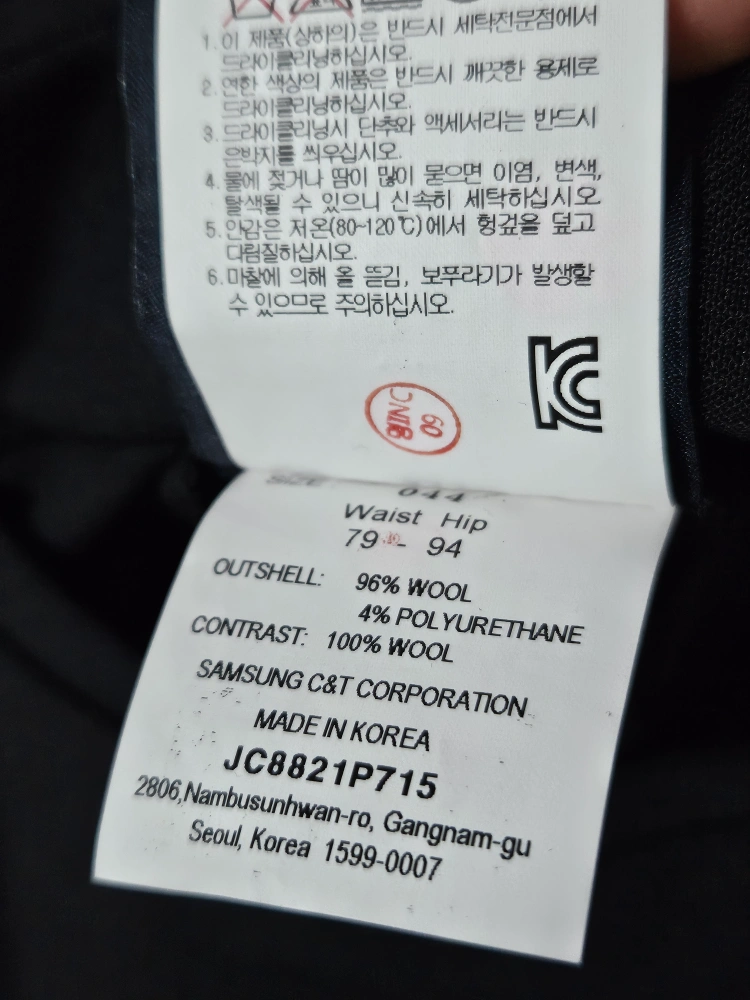 1. 이 제품(상하의)은 반드시 세탁전문점에서
드라이클리닝하십시오.
2. 연한 색상의 제품은 반드시 깨끗한 용제로
드라이클리닝하십시오.
3. 드라이클리닝시 단추와 액세서리는 반드시
은박지를 씌우십시오.
4. 물에 젖거나 땀이 많이 묻으면 이염, 변색,
탈색될 수 있으니 신속히 세탁하십시오.
5. 안감은 저온(80~120℃)에서 헝겊을 덮고
다림질하십시오.
6. 마찰에 의해 올 뜯김, 보푸라기가 발생할
수 있으므로 주의하십시오.
09
SIZE 044
Waist Hip
79 - 94
OUTSHELL: 96% WOOL
4% POLYURETHANE
CONTRAST: 100% WOOL
SAMSUNG C&T CORPORATION
MADE IN KOREA
JC8821P715
2806,Nambusunhwan-ro, Gangnam-gu
Seoul, Korea 1599-0007